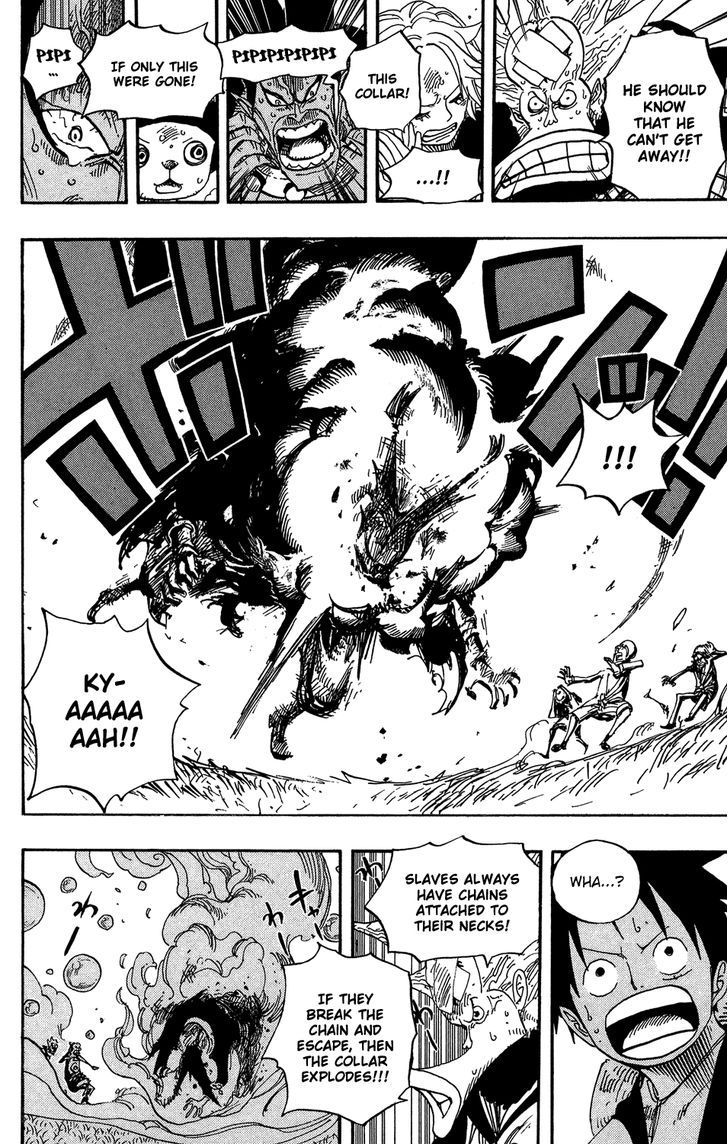 HE SHOULD
KNOW
THAT HE
CAN'T GET
AWAY!!
...!!
THIS
COLLAR!
PIPIPIPIPIPI
IF ONLY THIS
WERE GONE!
PIPI
...
ボン!!
!!!
KY-
AAAAA
AAH!!
WHA...?
SLAVES ALWAYS
HAVE CHAINS
ATTACHED TO
THEIR NECKS!
IF THEY
BREAK THE
CHAIN AND
ESCAPE, THEN
THE COLLAR
EXPLODES!!!